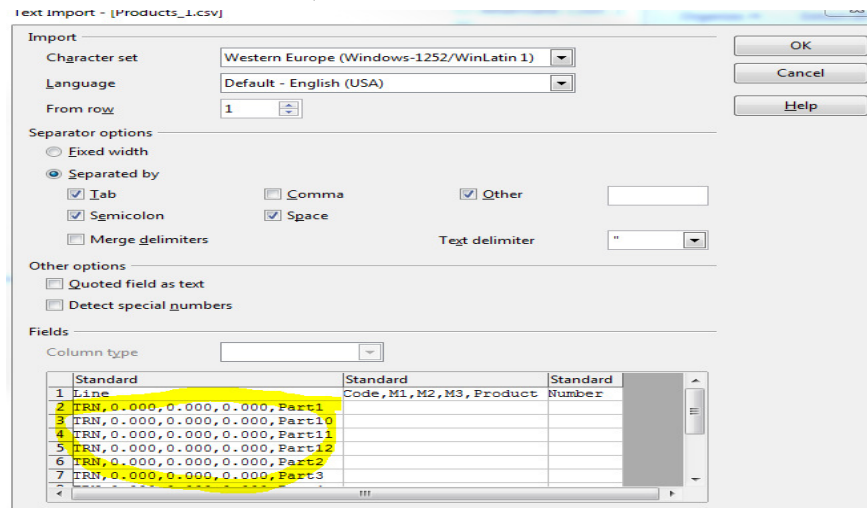 Text Import - [Products_1.csv]
Import
OK
Character set Western Europe (Windows-1252/WinLatin 1)
Cancel
Language Default - English (USA)
From row 1
Help
Separator options
Fixed width
Separated by
Tab Comma Other
Semicolon Space
Merge delimiters Text delimiter "
Other options
Quoted field as text
Detect special numbers
Fields
Column type
Standard Standard Standard
1 Line Code,M1,M2,M3,Product Number
2 TRN,0.000,0.000,0.000,Part1
3 TRN,0.000,0.000,0.000,Part10
4 TRN,0.000,0.000,0.000,Part11
5 TRN,0.000,0.000,0.000,Part12
6 TRN,0.000,0.000,0.000,Part2
7 TRN,0.000,0.000,0.000,Part3